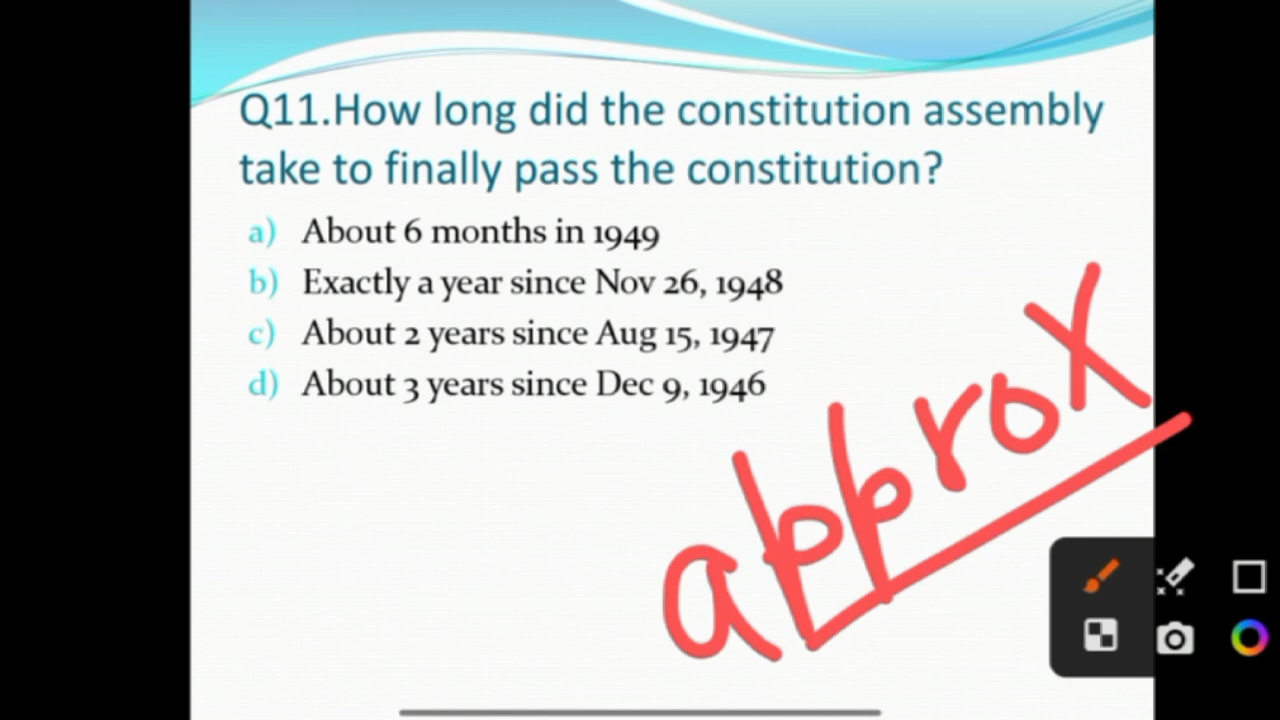 Q11.How long did the constitution assembly
take to finally pass the constitution?
a) About 6 months in 1949
b) Exactly a year since Nov 26, 1948
c) About 2 years since Aug 15, 1947
d) About 3 years since Dec 9, 1946
approx